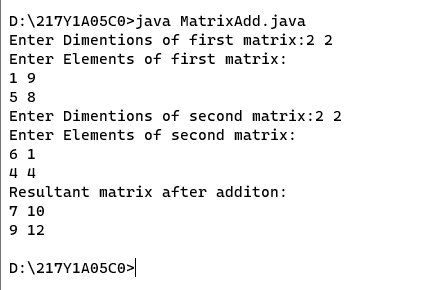 D:\217Y1A05C0>java MatrixAdd.java
Enter Dimentions of first matrix:2 2
Enter Elements of first matrix:
1 9
5 8
Enter Dimentions of second matrix:2 2
Enter Elements of second matrix:
6 1
4 4
Resultant matrix after additon:
7 10
9 12
D:\217Y1A05C0>